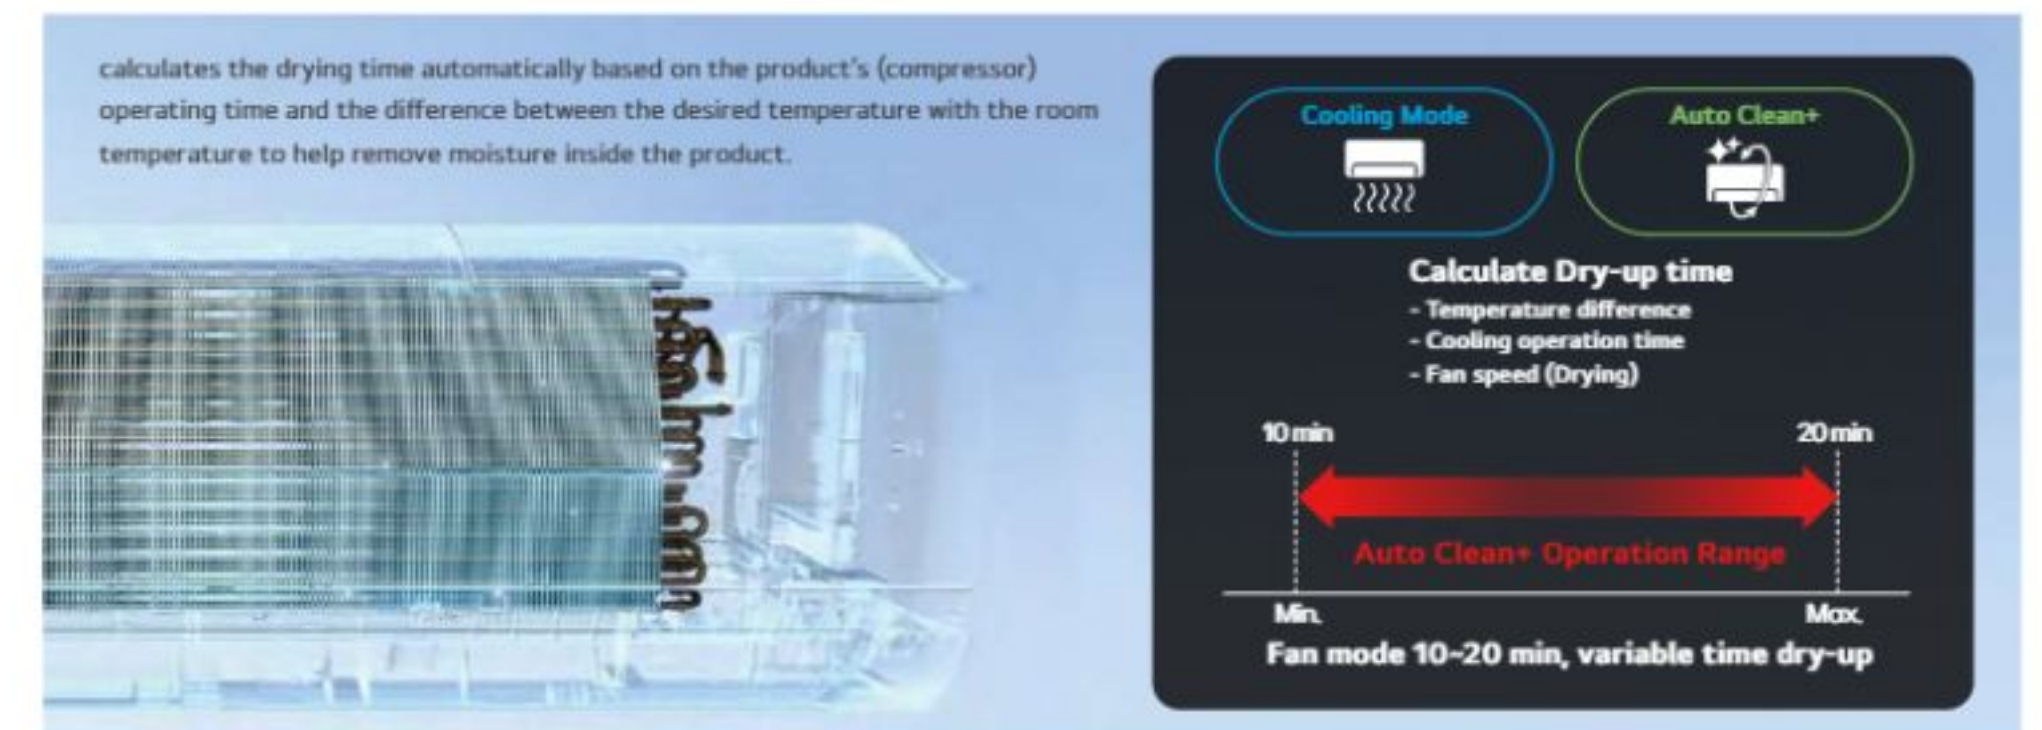 calculates the drying time automatically based on the product's (compressor)
operating time and the difference between the desired temperature with the room
temperature to help remove moisture inside the product.
Cooling Mode
Auto Clean+
Calculate Dry-up time
- Temperature difference
- Cooling operation time
- Fan speed (Drying)
10 min
20 min
Auto Clean+ Operation Range
Min.
Max.
Fan mode 10~20 min, variable time dry-up